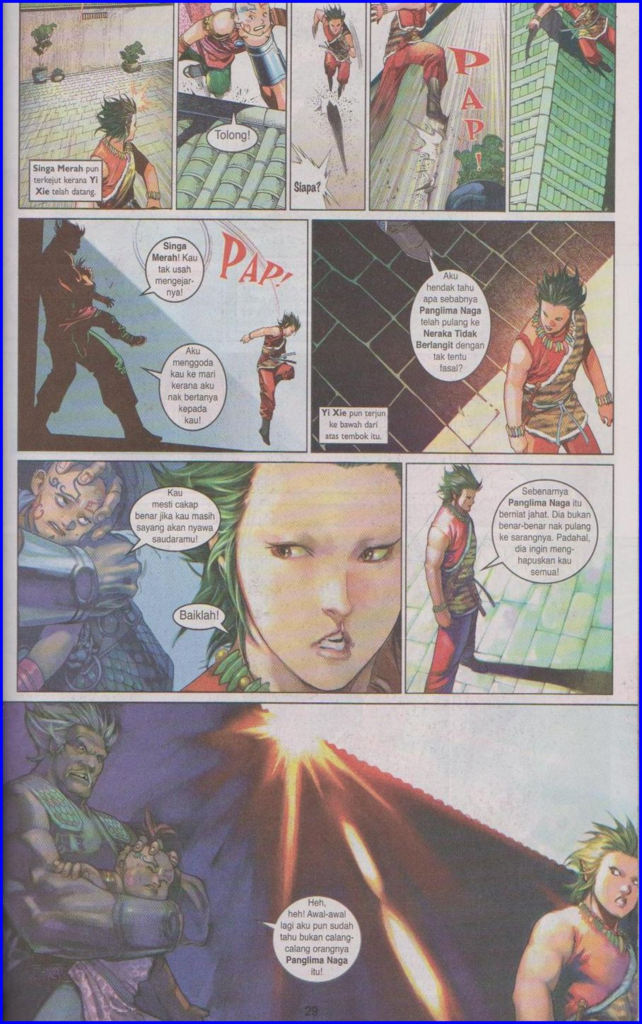 Singa Merah pun
terkejut kerana Yi
Xie telah datang.
Tolong!
Siapa?
PAP!
Singa
Merah! Kau
tak usah
mengejar-
nya!
PAP!
Aku
menggoda
kau ke mari
kerana aku
nak bertanya
kepada
kau!
Aku
hendak tahu
apa sebabnya
Panglima Naga
telah pulang ke
Neraka Tidak
Berlangit dengan
tak tentu
fasal?
Yi Xie pun terjun
ke bawah dari
atas tembok itu.
Kau
mesti cakap
benar jika kau masih
sayang akan nyawa
saudaramu!
Baiklah!
Sebenarnya
Panglima Naga itu
berniat jahat. Dia bukan
benar-benar nak pulang
ke sarangnya. Padahal,
dia ingin meng-
hapuskan kau
semua!
Heh,
heh! Awal-awal
lagi aku pun sudah
tahu bukan calang-
calang orangnya
Panglima Naga
itu!
29